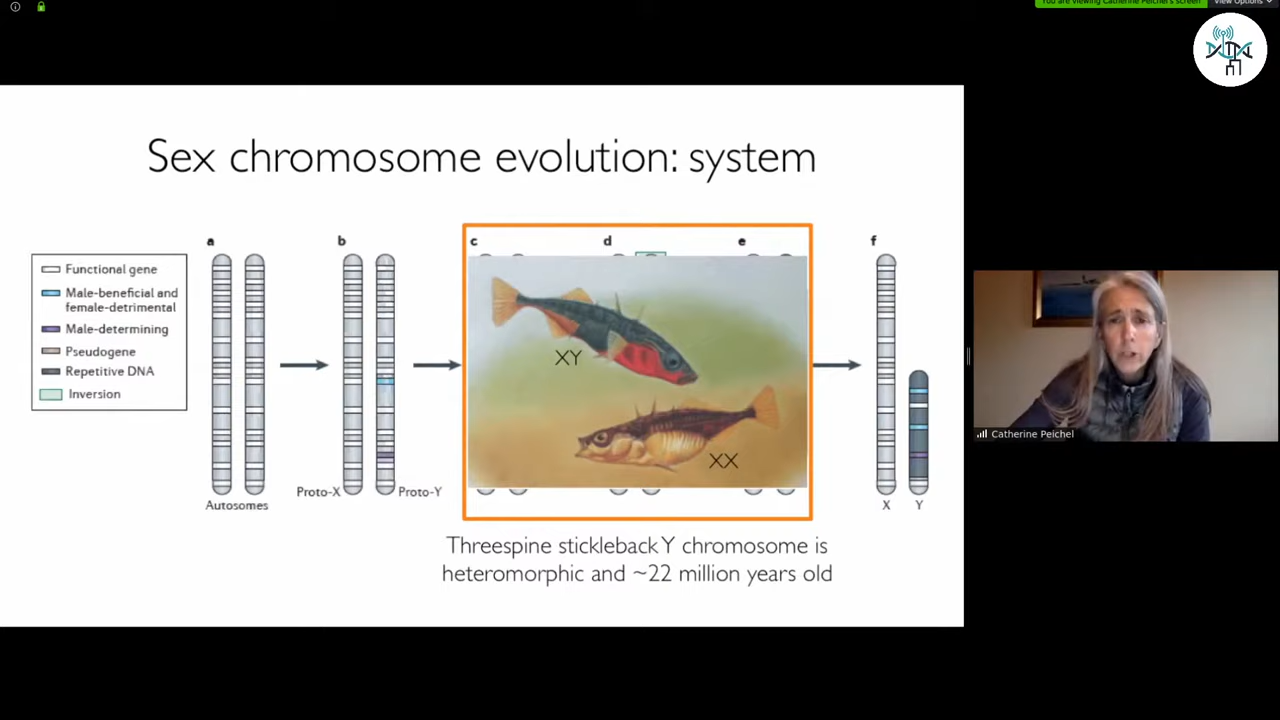 You are viewing Catherine Peichel's screen
View Options
Sex chromosome evolution: system
a
b
c
d
e
f
Functional gene
Male-beneficial and
female-detrimental
Male-determining
Pseudogene
Repetitive DNA
Inversion
XY
XX
Autosomes
Proto-X
Proto-Y
X
Y
Catherine Peichel
Threespine stickleback Y chromosome is
heteromorphic and ~22 million years old